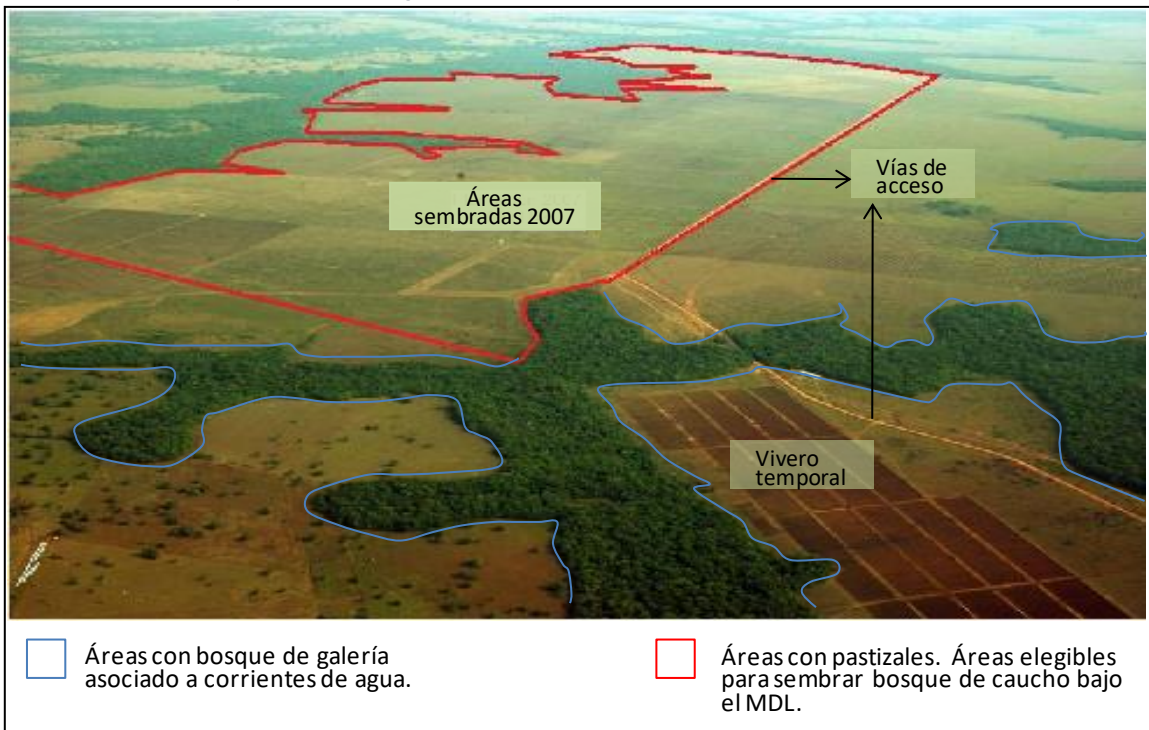 Vías de
acceso
Áreas
sembradas 2007
Vivero
temporal
Áreas con bosque de galería
asociado a corrientes de agua.
Áreas con pastizales. Áreas elegibles
para sembrar bosque de caucho bajo
el MDL.